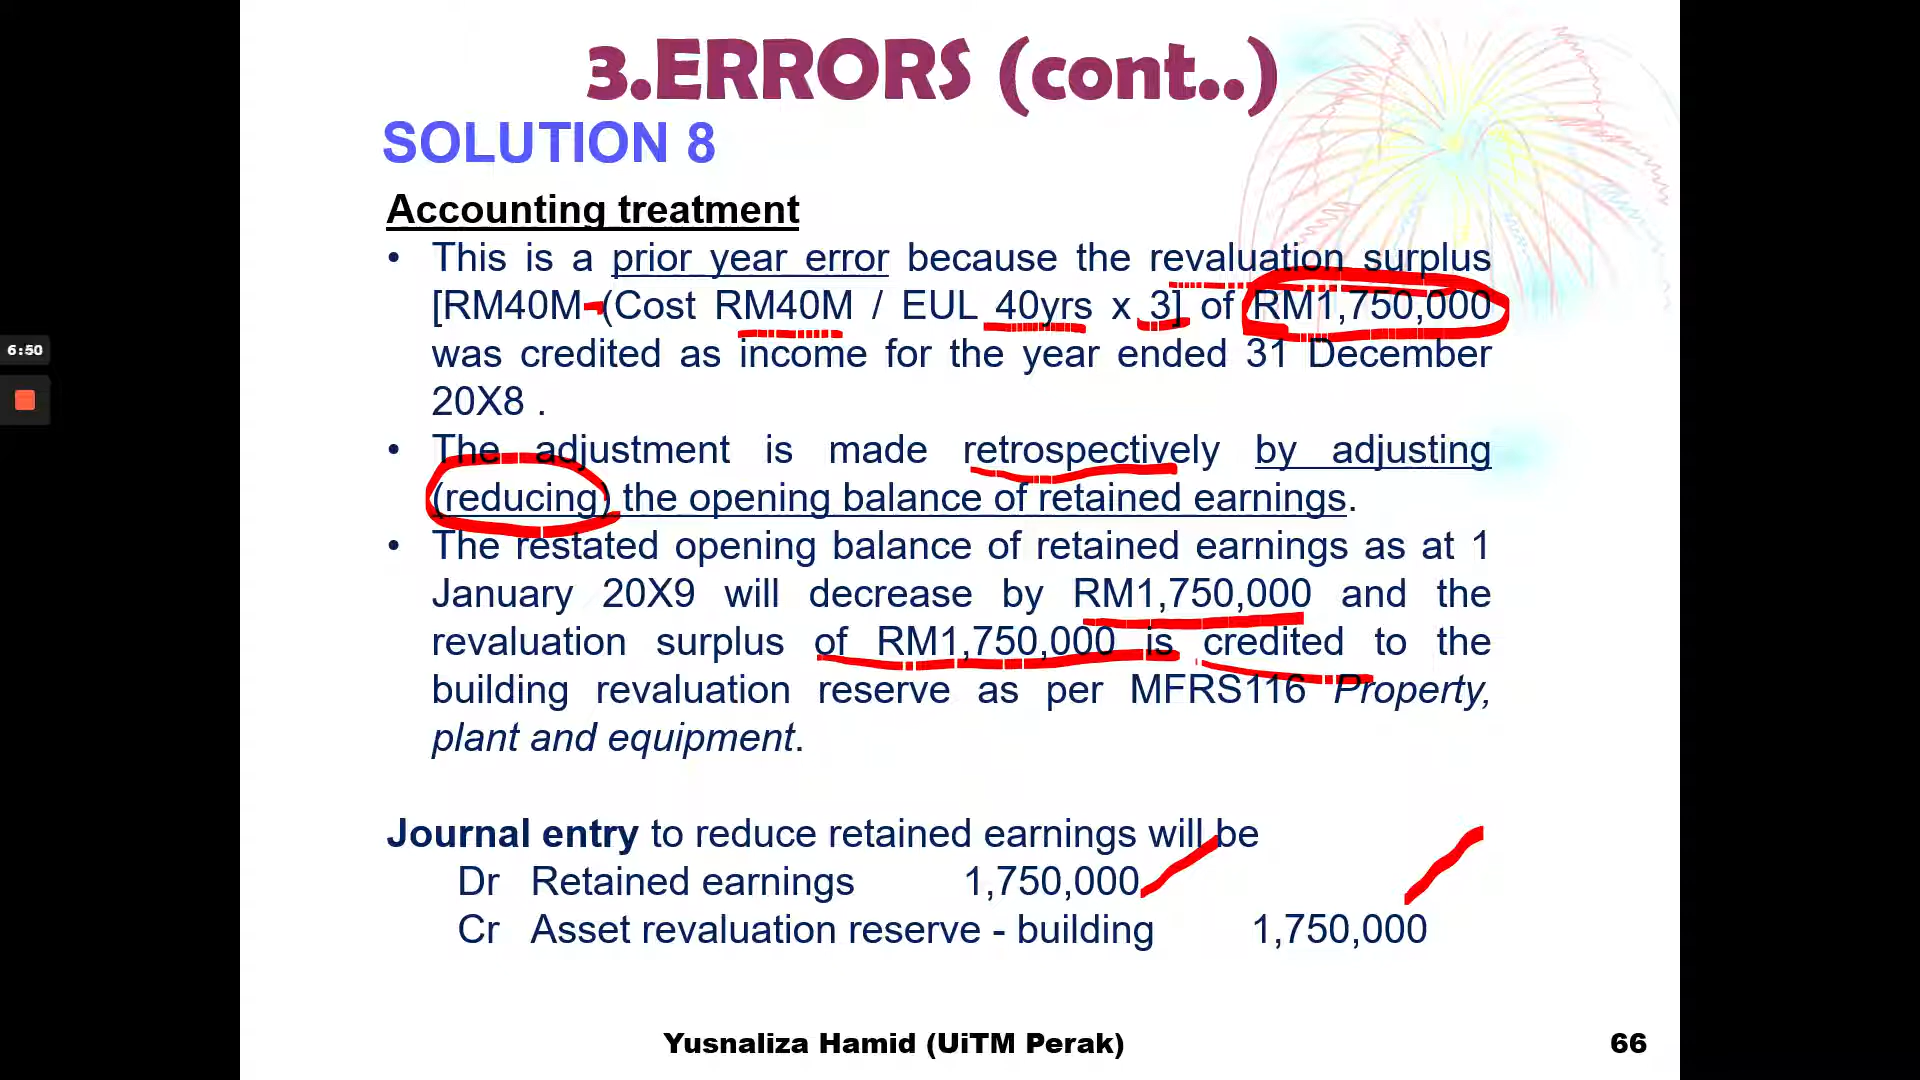 3.ERRORS (cont..)
SOLUTION 8
Accounting treatment
• This is a prior year error because the revaluation surplus
[RM40M - (Cost RM40M / EUL 40yrs x 3] of RM1,750,000
was credited as income for the year ended 31 December
20X8 .
• The adjustment is made retrospectively by adjusting
(reducing) the opening balance of retained earnings.
• The restated opening balance of retained earnings as at 1
January 20X9 will decrease by RM1,750,000 and the
revaluation surplus of RM1,750,000 is credited to the
building revaluation reserve as per MFRS116 Property,
plant and equipment.
Journal entry to reduce retained earnings will be
Dr Retained earnings 1,750,000
Cr Asset revaluation reserve - building 1,750,000
Yusnaliza Hamid (UiTM Perak) 66
6:50